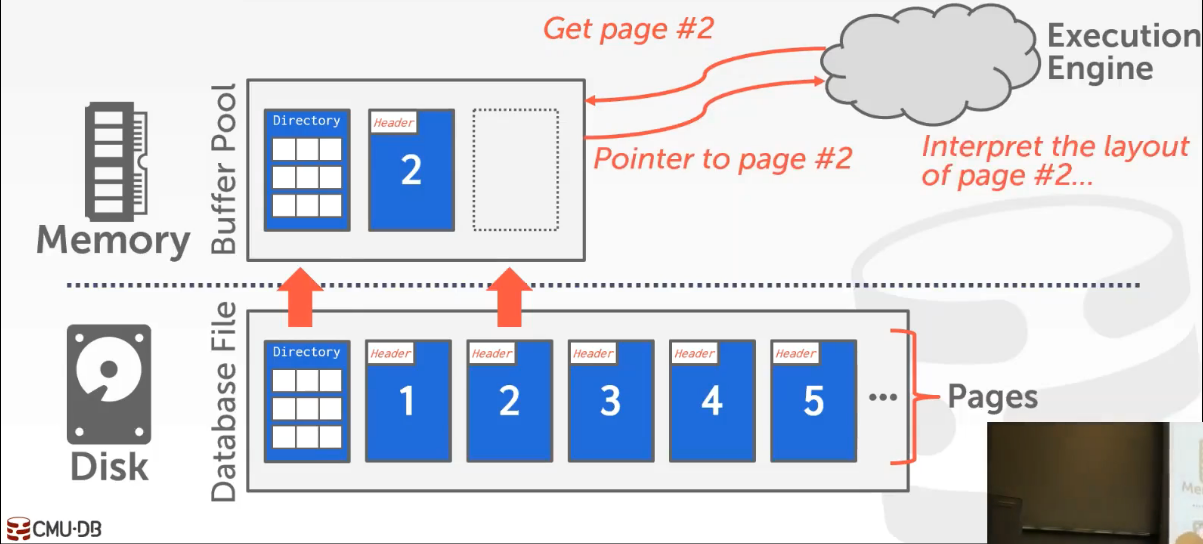 Get page #2
Execution
Engine
Buffer Pool
Directory
Header
2
Pointer to page #2
Interpret the layout
of page #2...
Memory
Database File
Directory
Header
1
Header
2
Header
3
Header
4
Header
5
...
Pages
Disk
CMU·DB